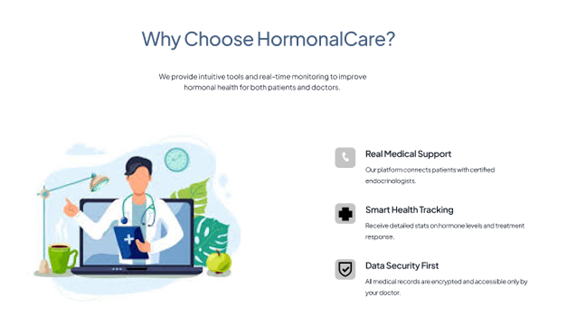 Why Choose HormonalCare?
We provide intuitive tools and real-time monitoring to improve
hormonal health for both patients and doctors.
Real Medical Support
Our platform connects patients with certified
endocrinologists.
Smart Health Tracking
Receive detailed stats on hormone levels and treatment
response.
Data Security First
All medical records are encrypted and accessible only by
your doctor.